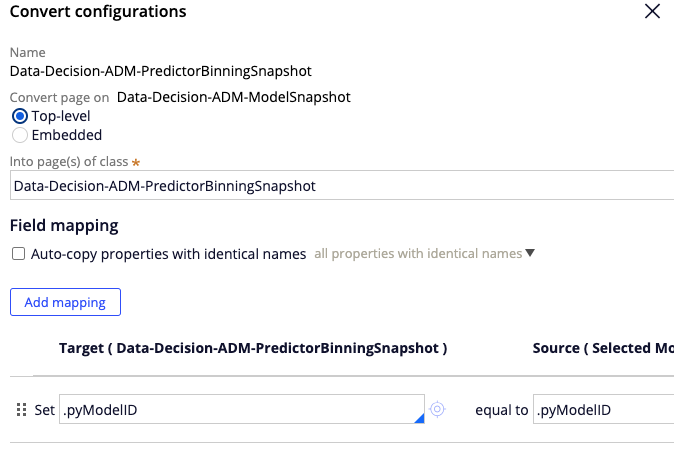 Convert configurations
Name
Data-Decision-ADM-PredictorBinningSnapshot
Convert page on Data-Decision-ADM-ModelSnapshot
Top-level
Embedded
Into page(s) of class *
Data-Decision-ADM-PredictorBinningSnapshot
Field mapping
Auto-copy properties with identical names all properties with identical names
Add mapping
Target ( Data-Decision-ADM-PredictorBinningSnapshot ) Source ( Selected Mo
Set .pyModelID equal to .pyModelID